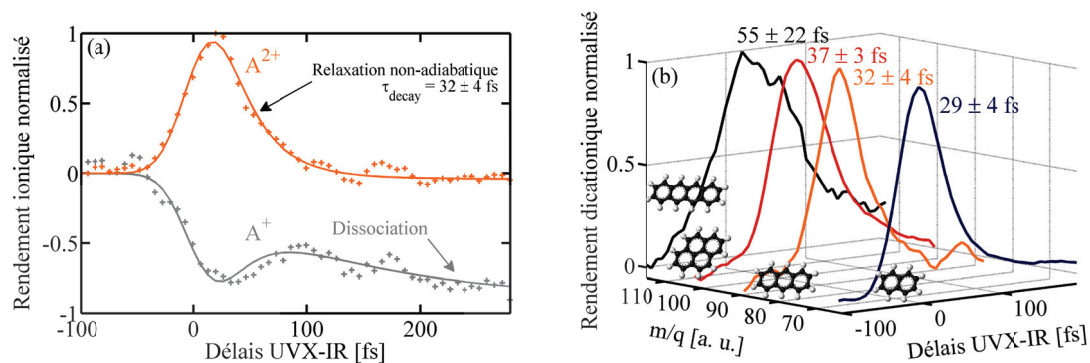 (a)
Rendement ionique normalisé
1
0.5
0
-0.5
-1
A2+
Relaxation non-adiabatique
τdecay = 32 ± 4 fs
A+
Dissociation
-100
0
100
200
Délais UVX-IR [fs]
(b)
Rendement dicationique normalisé
1
0.5
0
55 ± 22 fs
37 ± 3 fs
32 ± 4 fs
29 ± 4 fs
110
100
90
80
70
m/q [a. u.]
-100
0
100
Délais UVX-IR [fs]